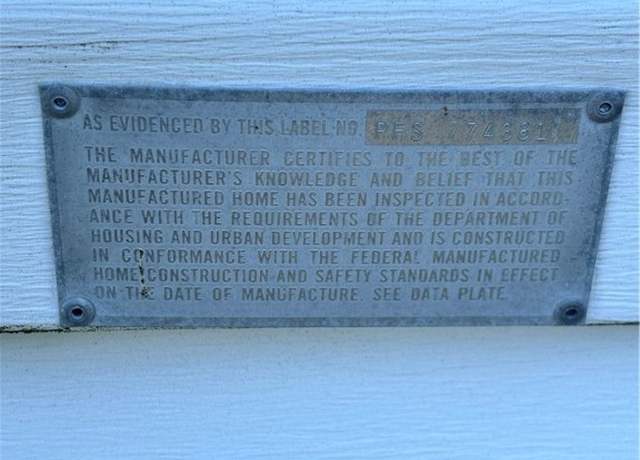 AS EVIDENCED BY THIS LABEL NO. PFS 774881
THE MANUFACTURER CERTIFIES TO THE BEST OF THE
MANUFACTURER'S KNOWLEDGE AND BELIEF THAT THIS
MANUFACTURED HOME HAS BEEN INSPECTED IN ACCORD-
ANCE WITH THE REQUIREMENTS OF THE DEPARTMENT OF
HOUSING AND URBAN DEVELOPMENT AND IS CONSTRUCTED
IN CONFORMANCE WITH THE FEDERAL MANUFACTURED
HOME CONSTRUCTION AND SAFETY STANDARDS IN EFFECT
ON THE DATE OF MANUFACTURE. SEE DATA PLATE